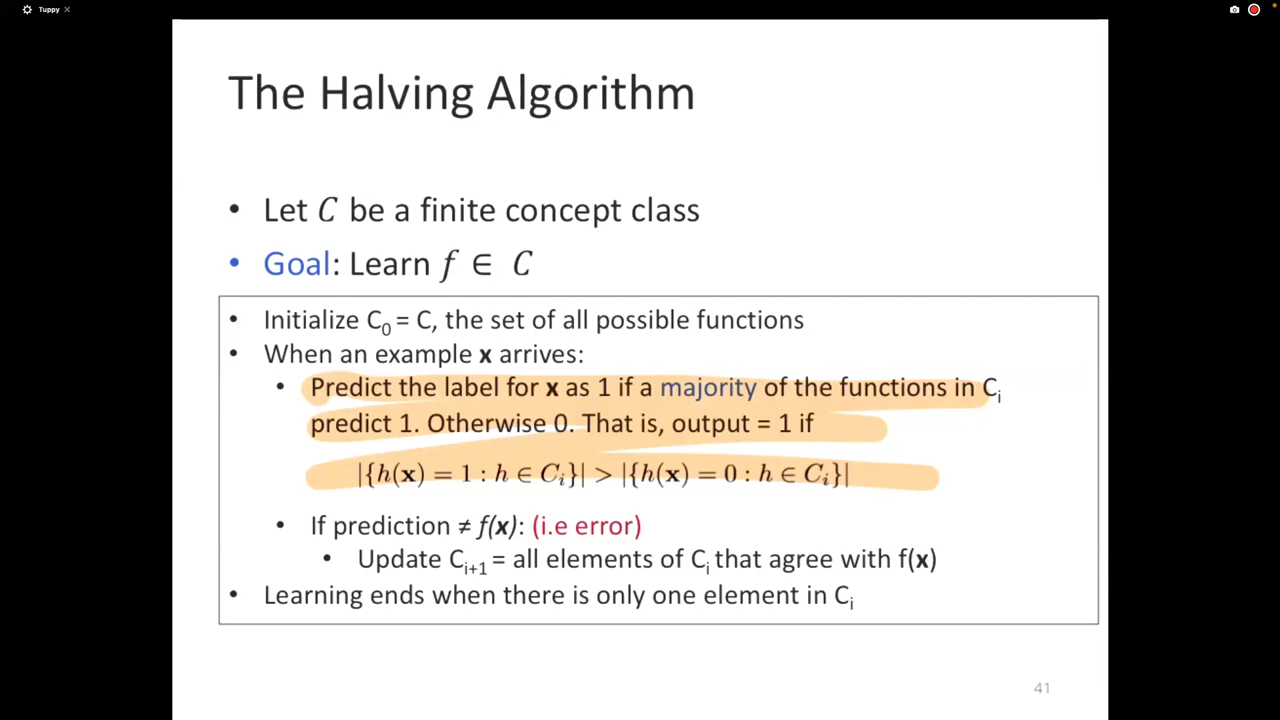 Tuppy
The Halving Algorithm
• Let C be a finite concept class
• Goal: Learn f ∈ C
• Initialize C₀ = C, the set of all possible functions
• When an example x arrives:
• Predict the label for x as 1 if a majority of the functions in Cᵢ
predict 1. Otherwise 0. That is, output = 1 if
|{h(x) = 1 : h ∈ Cᵢ}| > |{h(x) = 0 : h ∈ Cᵢ}|
• If prediction ≠ f(x): (i.e error)
• Update Cᵢ₊₁ = all elements of Cᵢ that agree with f(x)
• Learning ends when there is only one element in Cᵢ
41